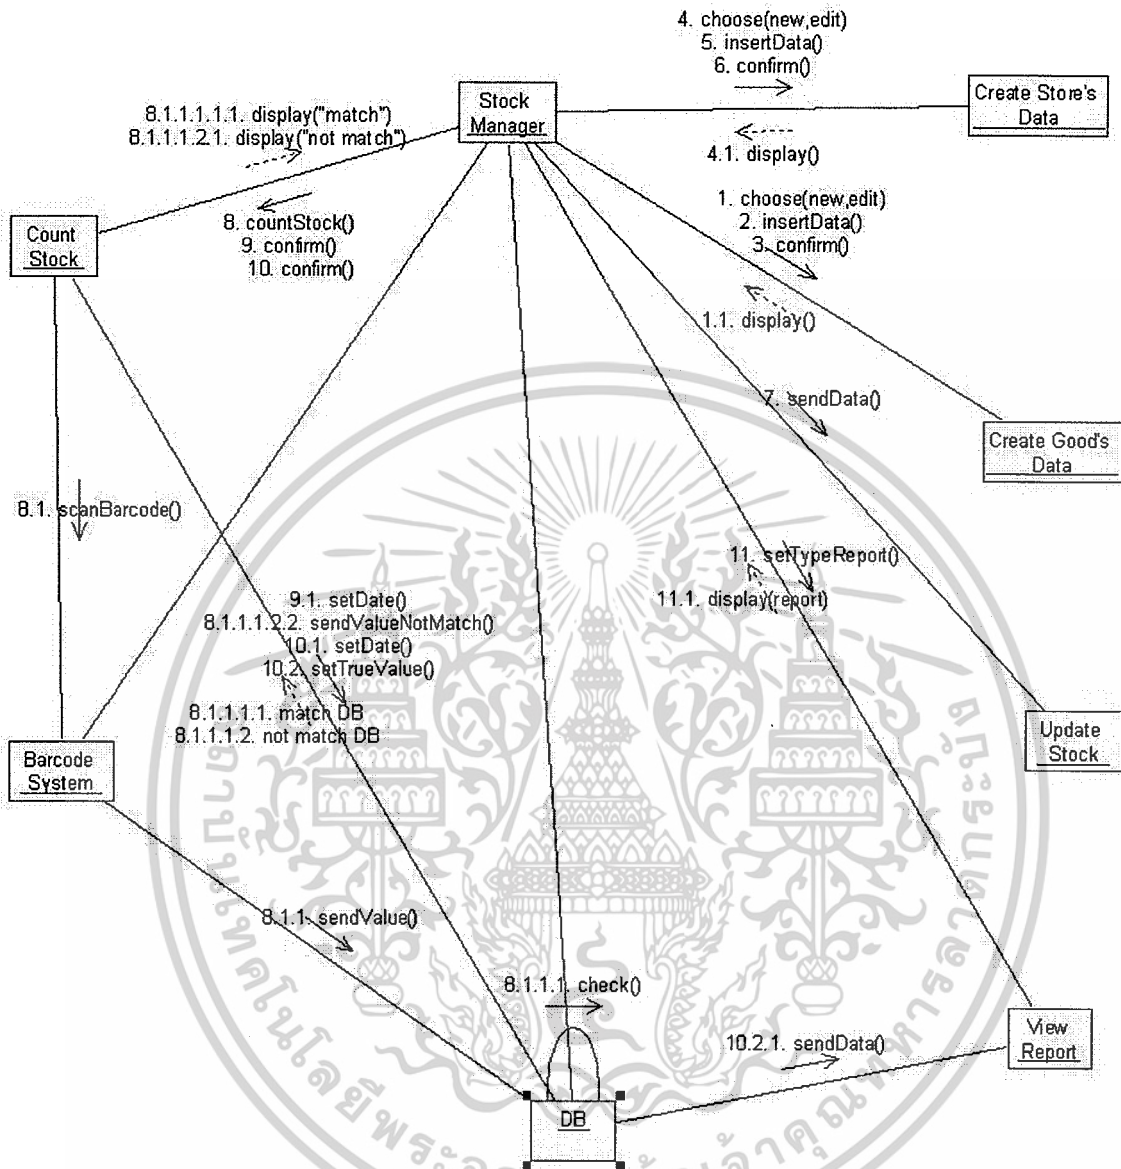 4. choose(new,edit)
5. insertData()
6. confirm()
Stock
Manager
Create Store's
Data
8.1.1.1.1.1. display("match")
8.1.1.1.2.1. display("not match")
4.1. display()
1. choose(new,edit)
2. insertData()
3. confirm()
8. countStock()
9. confirm()
10. confirm()
Count
Stock
1.1. display()
7. sendData()
Create Good's
Data
8.1. scanBarcode()
11. setTypeReport()
11.1. display(report)
9.1. setDate()
8.1.1.1.2.2. sendValueNotMatch()
10.1. setDate()
10.2. setTrueValue()
8.1.1.1.1. match DB
8.1.1.1.2. not match DB
Update
Stock
Barcode
System
8.1.1. sendValue()
8.1.1.1. check()
10.2.1. sendData()
View
Report
DB